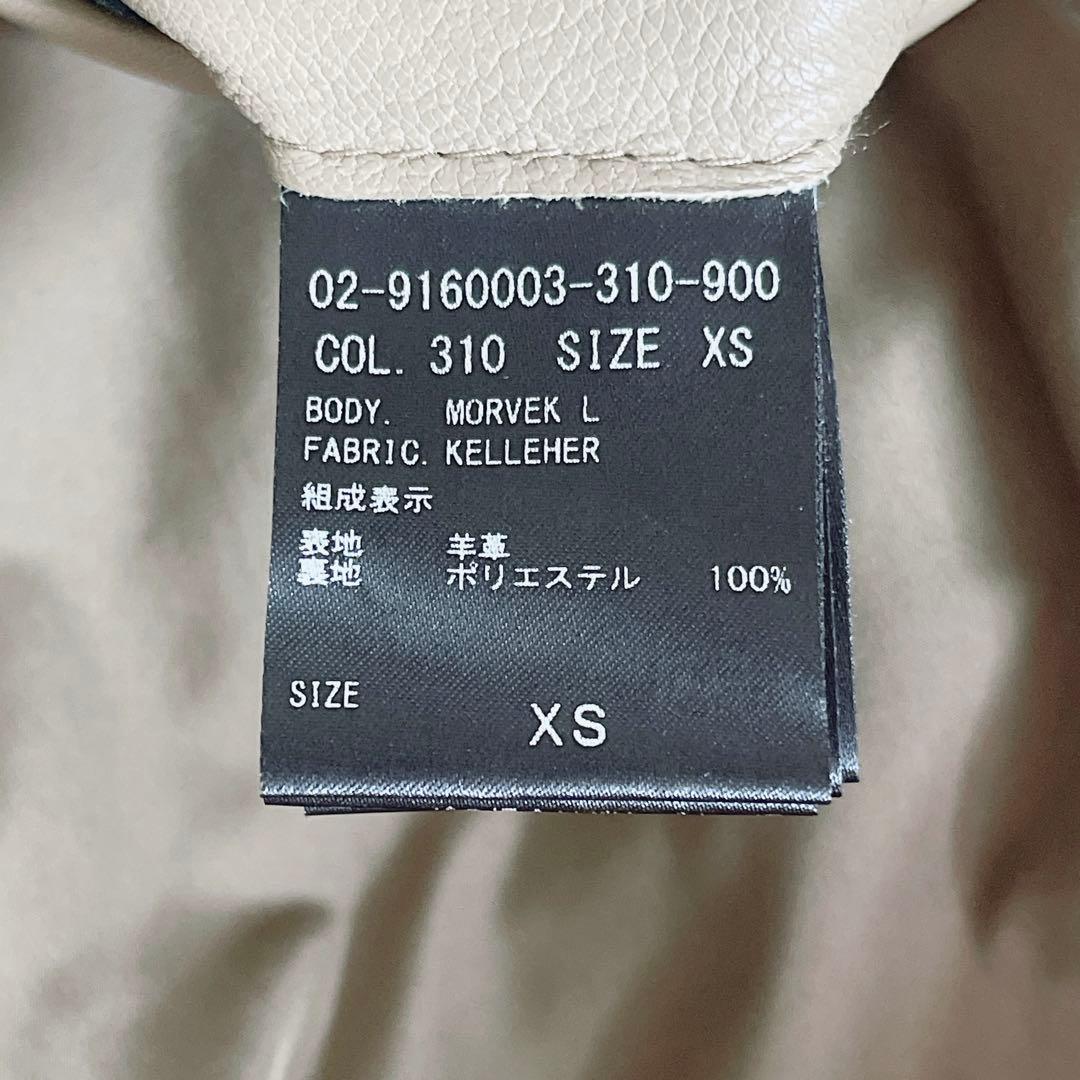 02-9160003-310-900
COL. 310 SIZE XS
BODY. MORVEK L
FABRIC. KELLEHER
組成表示
表地 羊革
裏地 ポリエステル 100%
SIZE XS